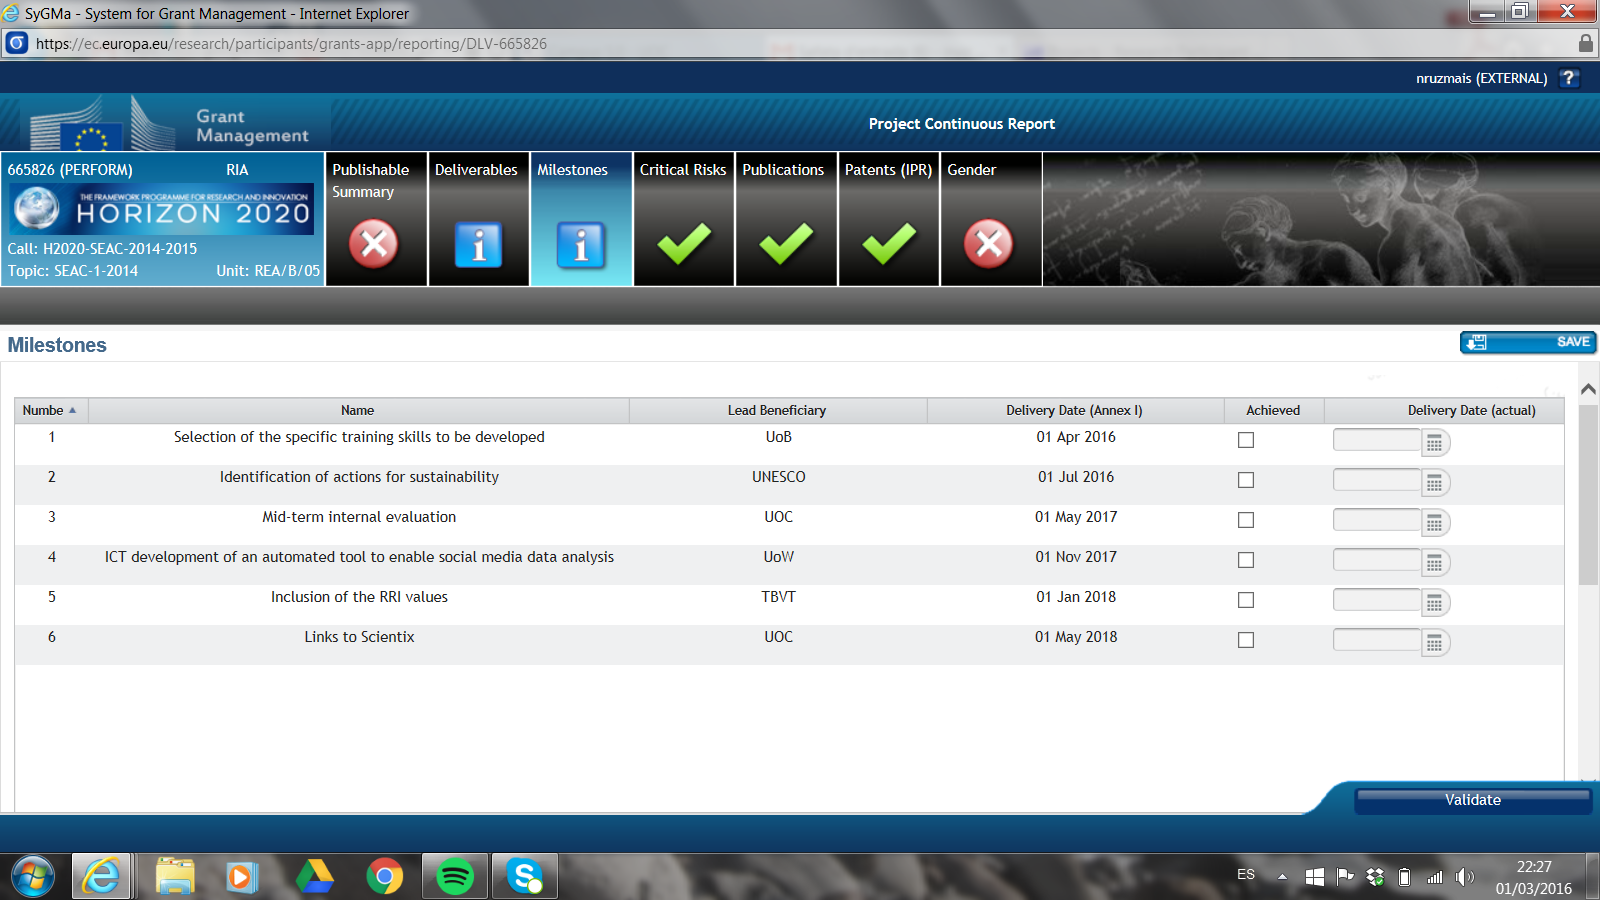 SyGMa - System for Grant Management - Internet Explorer
https://ec.europa.eu/research/participants/grants-app/reporting/DLV-665826
nruzmais (EXTERNAL) ?
Grant
Management
Project Continuous Report
665826 (PERFORM) RIA
THE FRAMEWORK PROGRAMME FOR RESEARCH AND INNOVATION
HORIZON 2020
Call: H2020-SEAC-2014-2015
Topic: SEAC-1-2014 Unit: REA/B/05
Publishable
Summary
Deliverables
Milestones
Critical Risks
Publications
Patents (IPR)
Gender
Milestones
SAVE
Numbe Name Lead Beneficiary Delivery Date (Annex I) Achieved Delivery Date (actual)
1 Selection of the specific training skills to be developed UoB 01 Apr 2016
2 Identification of actions for sustainability UNESCO 01 Jul 2016
3 Mid-term internal evaluation UOC 01 May 2017
4 ICT development of an automated tool to enable social media data analysis UoW 01 Nov 2017
5 Inclusion of the RRI values TBVT 01 Jan 2018
6 Links to Scientix UOC 01 May 2018
Validate
ES
22:27
01/03/2016